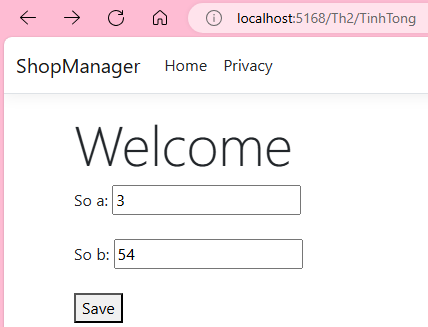 localhost:5168/Th2/TinhTong
ShopManager Home Privacy
Welcome
So a: 3
So b: 54
Save